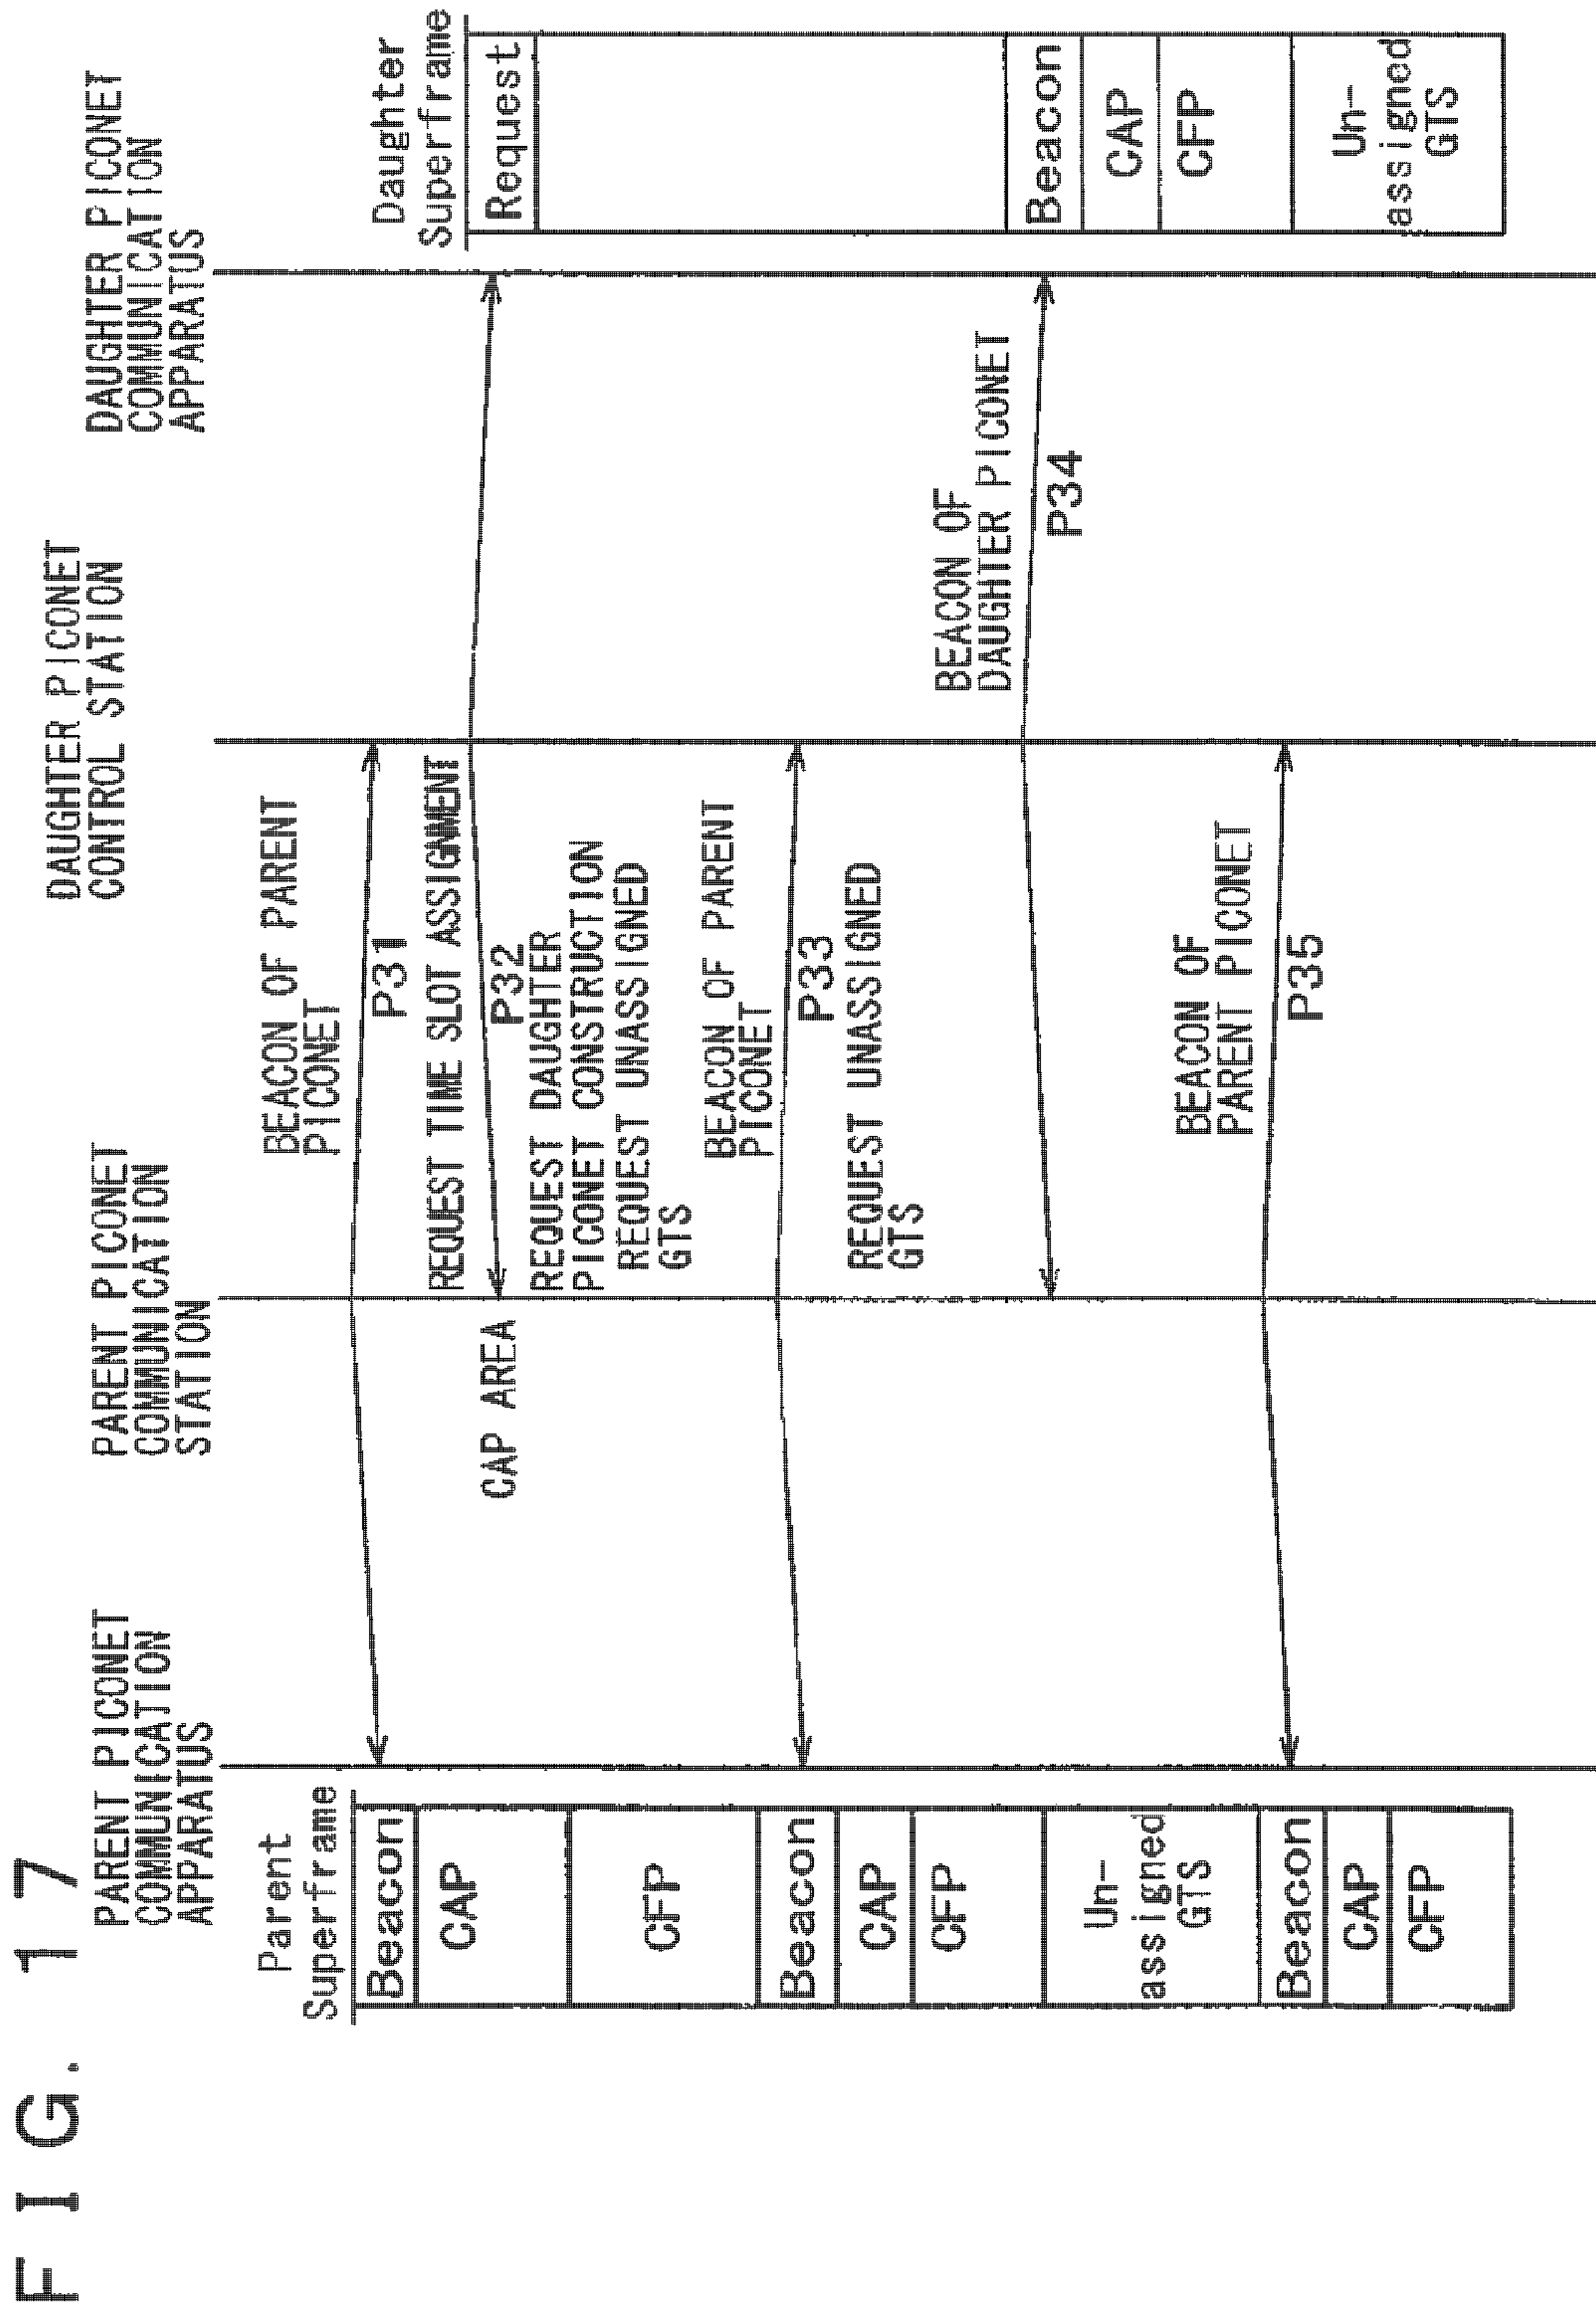 FIG. 17
PARENT PICONET
COMMUNICATION
APPARATUS
PARENT PICONET
COMMUNICATION
STATION
DAUGHTER PICONET
CONTROL STATION
DAUGHTER PICONET
COMMUNICATION
APPARATUS
Parent
Superframe
Beacon
CAP
CFP
Beacon
CAP
CFP
Un-
assigned
GTS
Beacon
CAP
CFP
BEACON OF PARENT
PICONET
P31
REQUEST TIME SLOT ASSIGNMENT
P32
CAP AREA
REQUEST DAUGHTER
PICONET CONSTRUCTION
REQUEST UNASSIGNED
GTS
BEACON OF PARENT
PICONET
P33
REQUEST UNASSIGNED
GTS
BEACON OF
DAUGHTER PICONET
P34
BEACON OF
PARENT PICONET
P35
Daughter
Superframe
Request
Beacon
CAP
CFP
Un-
assigned
GTS